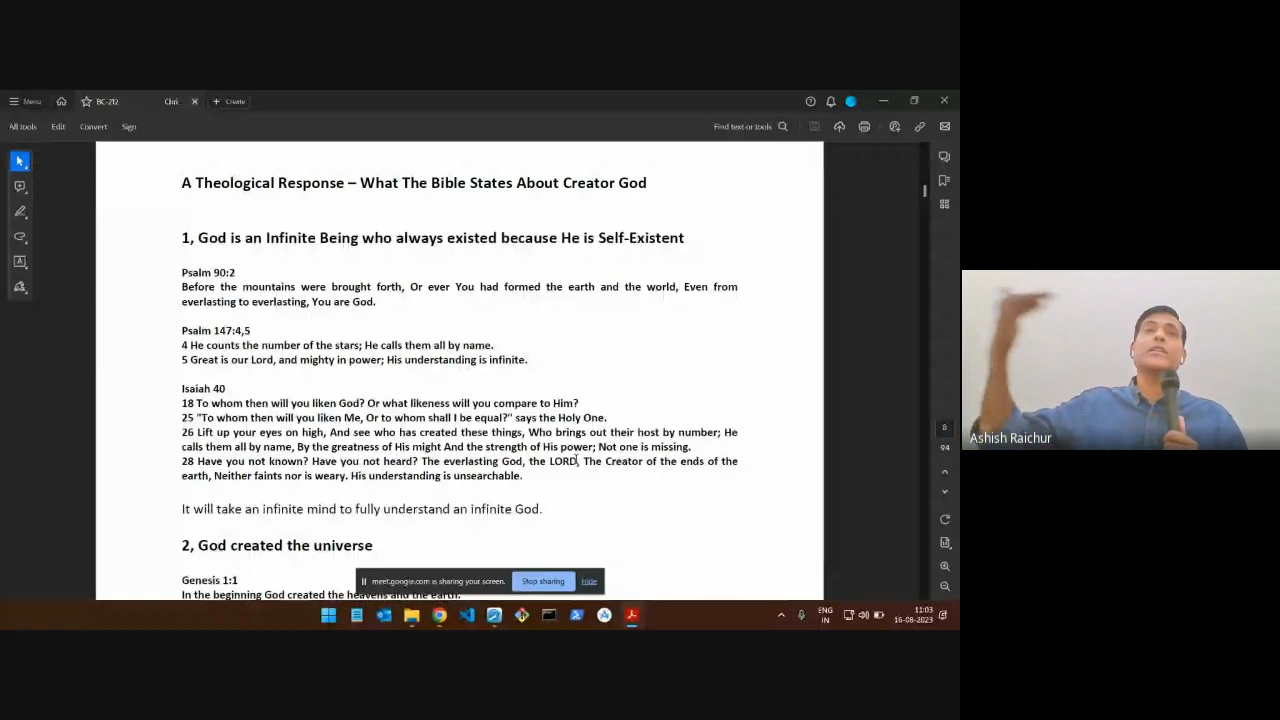 Menu BC-212 Chri Create
All tools Edit Convert Sign Find text or tools
A Theological Response – What The Bible States About Creator God
1, God is an Infinite Being who always existed because He is Self-Existent
Psalm 90:2
Before the mountains were brought forth, Or ever You had formed the earth and the world, Even from
everlasting to everlasting, You are God.
Psalm 147:4,5
4 He counts the number of the stars; He calls them all by name.
5 Great is our Lord, and mighty in power; His understanding is infinite.
Isaiah 40
18 To whom then will you liken God? Or what likeness will you compare to Him?
25 "To whom then will you liken Me, Or to whom shall I be equal?" says the Holy One.
26 Lift up your eyes on high, And see who has created these things, Who brings out their host by number; He
calls them all by name, By the greatness of His might And the strength of His power; Not one is missing.
28 Have you not known? Have you not heard? The everlasting God, the LORD, The Creator of the ends of the
earth, Neither faints nor is weary. His understanding is unsearchable.
It will take an infinite mind to fully understand an infinite God.
2, God created the universe
Genesis 1:1
In the beginning God created the heavens and the earth.
meet.google.com is sharing your screen. Stop sharing Hide
8
94
Ashish Raichur
ENG
IN
11:03
16-08-2023